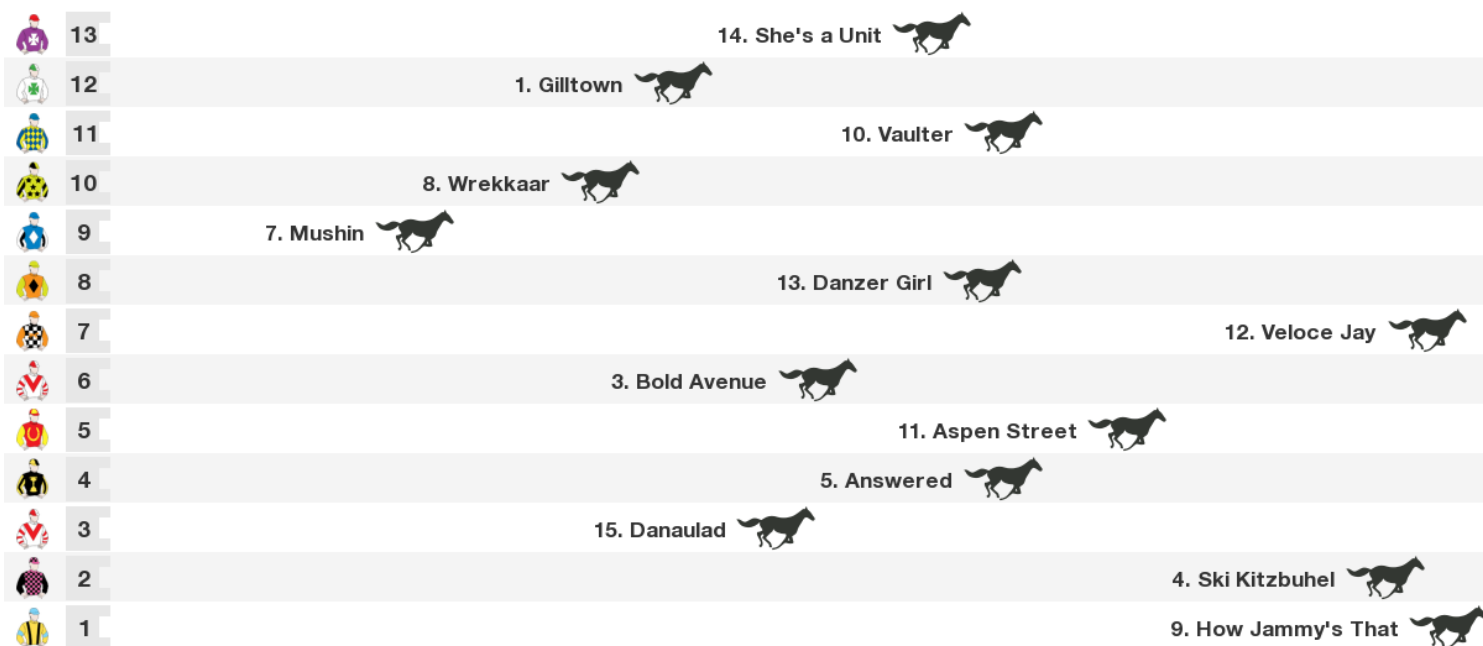 13 14. She's a Unit
12 1. Gilltown
11 10. Vaulter
10 8. Wrekkaar
9 7. Mushin
8 13. Danzer Girl
7 12. Veloce Jay
6 3. Bold Avenue
5 11. Aspen Street
4 5. Answered
3 15. Danaulad
2 4. Ski Kitzbuhel
1 9. How Jammy's That